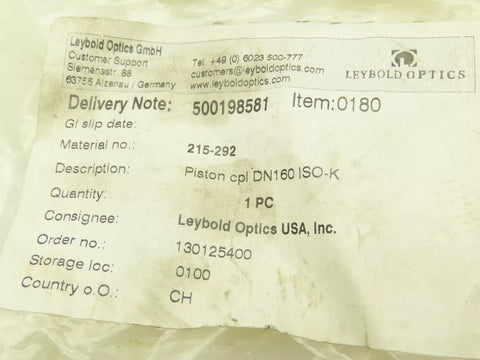 Leybold Optics GmbH
Customer Support
Siemensstr. 88
63755 Alzenau / Germany
Tel. +49 (0) 6023 500-777
customers@leyboldoptics.com
www.leyboldoptics.com
LEYBOLD OPTICS
Delivery Note: 500198581 Item:0180
GI slip date:
Material no.: 215-292
Description: Piston cpl DN160 ISO-K
Quantity: 1 PC
Consignee: Leybold Optics USA, Inc.
Order no.: 130125400
Storage loc: 0100
Country o.O.: CH